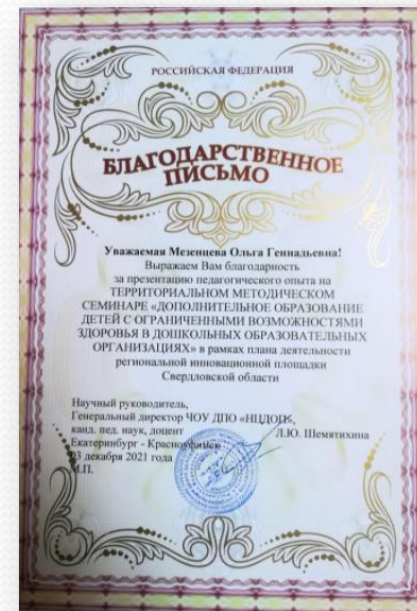 РОССИЙСКАЯ ФЕДЕРАЦИЯ
БЛАГОДАРСТВЕННОЕ
ПИСЬМО
Уважаемая Мезенцева Ольга Геннадьевна!
Выражаем Вам благодарность
за презентацию педагогического опыта на
ТЕРРИТОРИАЛЬНОМ МЕТОДИЧЕСКОМ
СЕМИНАРЕ «ДОПОЛНИТЕЛЬНОЕ ОБРАЗОВАНИЕ
ДЕТЕЙ С ОГРАНИЧЕННЫМИ ВОЗМОЖНОСТЯМИ
ЗДОРОВЬЯ В ДОШКОЛЬНЫХ ОБРАЗОВАТЕЛЬНЫХ
ОРГАНИЗАЦИЯХ» в рамках плана деятельности
региональной инновационной площадки
Свердловской области
Научный руководитель,
Генеральный директор ЧОУ ДПО «НЦДОЦ»,
канд. пед. наук, доцент Л.Ю. Шемятихина
Екатеринбург - Красноуфимск
23 декабря 2021 года
М.П.